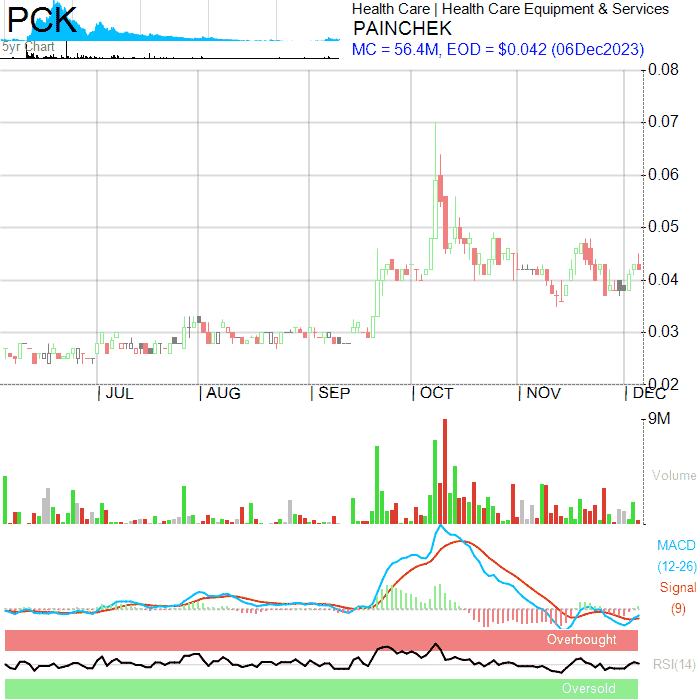 PCK
5yr Chart
Health Care | Health Care Equipment & Services
PAINCHEK
MC = 56.4M, EOD = $0.042 (06Dec2023)
0.08
0.07
0.06
0.05
0.04
0.03
0.02
| JUL | AUG | SEP | OCT | NOV | DEC
9M
Volume
MACD
(12-26)
Signal
(9)
Overbought
RSI(14)
Oversold